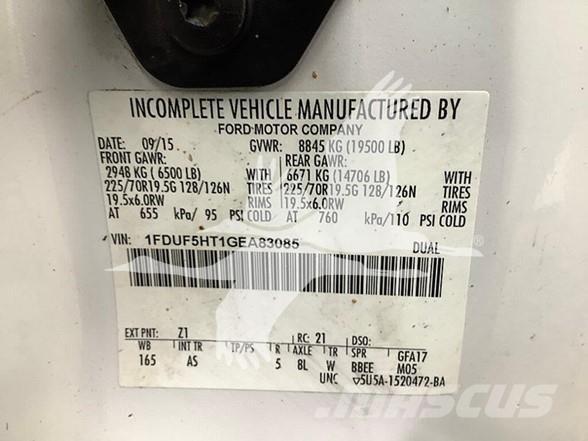 INCOMPLETE VEHICLE MANUFACTURED BY
FORD MOTOR COMPANY
DATE: 09/15 GVWR: 8845 KG (19500 LB)
FRONT GAWR: REAR GAWR:
2948 KG ( 6500 LB) WITH 6671 KG (14706 LB) WITH
225/70R19.5G 128/126N TIRES 225/70R19.5G 128/126N TIRES
19.5x6.0RW RIMS 19.5x6.0RW RIMS
AT 655 kPa/ 95 PSI COLD AT 760 kPa/110 PSI COLD
VIN: 1FDUF5HT1GEA83085 DUAL
EXT PNT: Z1 RC: 21 DSO:
WB INT TR TP/PS R AXLE TR SPR GFA17
165 AS 5 8L W BBEE M05
UNC ▽5U5A-1520472-BA
MASCUS